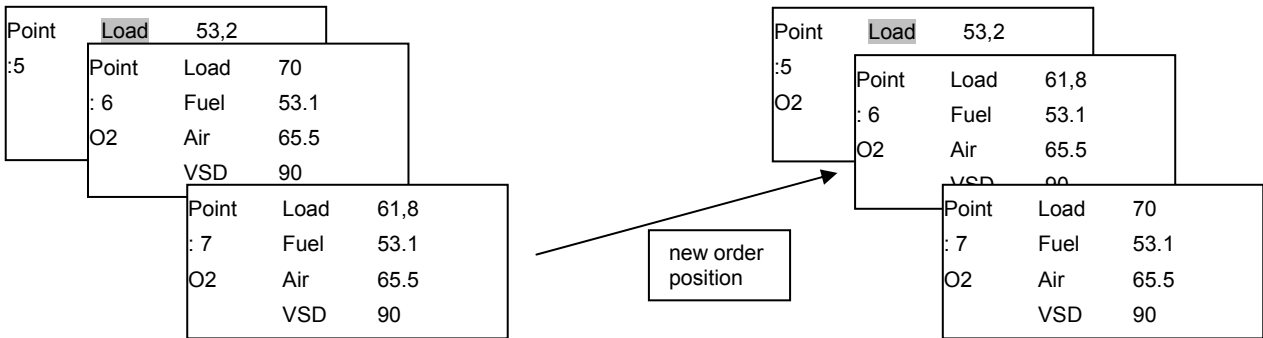 Point Load 53,2
:5
Point Load 70
: 6 Fuel 53.1
O2 Air 65.5
VSD 90
Point Load 61,8
: 7 Fuel 53.1
O2 Air 65.5
VSD 90
new order
position
Point Load 53,2
:5
O2
Point Load 61,8
: 6 Fuel 53.1
O2 Air 65.5
VSD 90
Point Load 70
: 7 Fuel 53.1
O2 Air 65.5
VSD 90